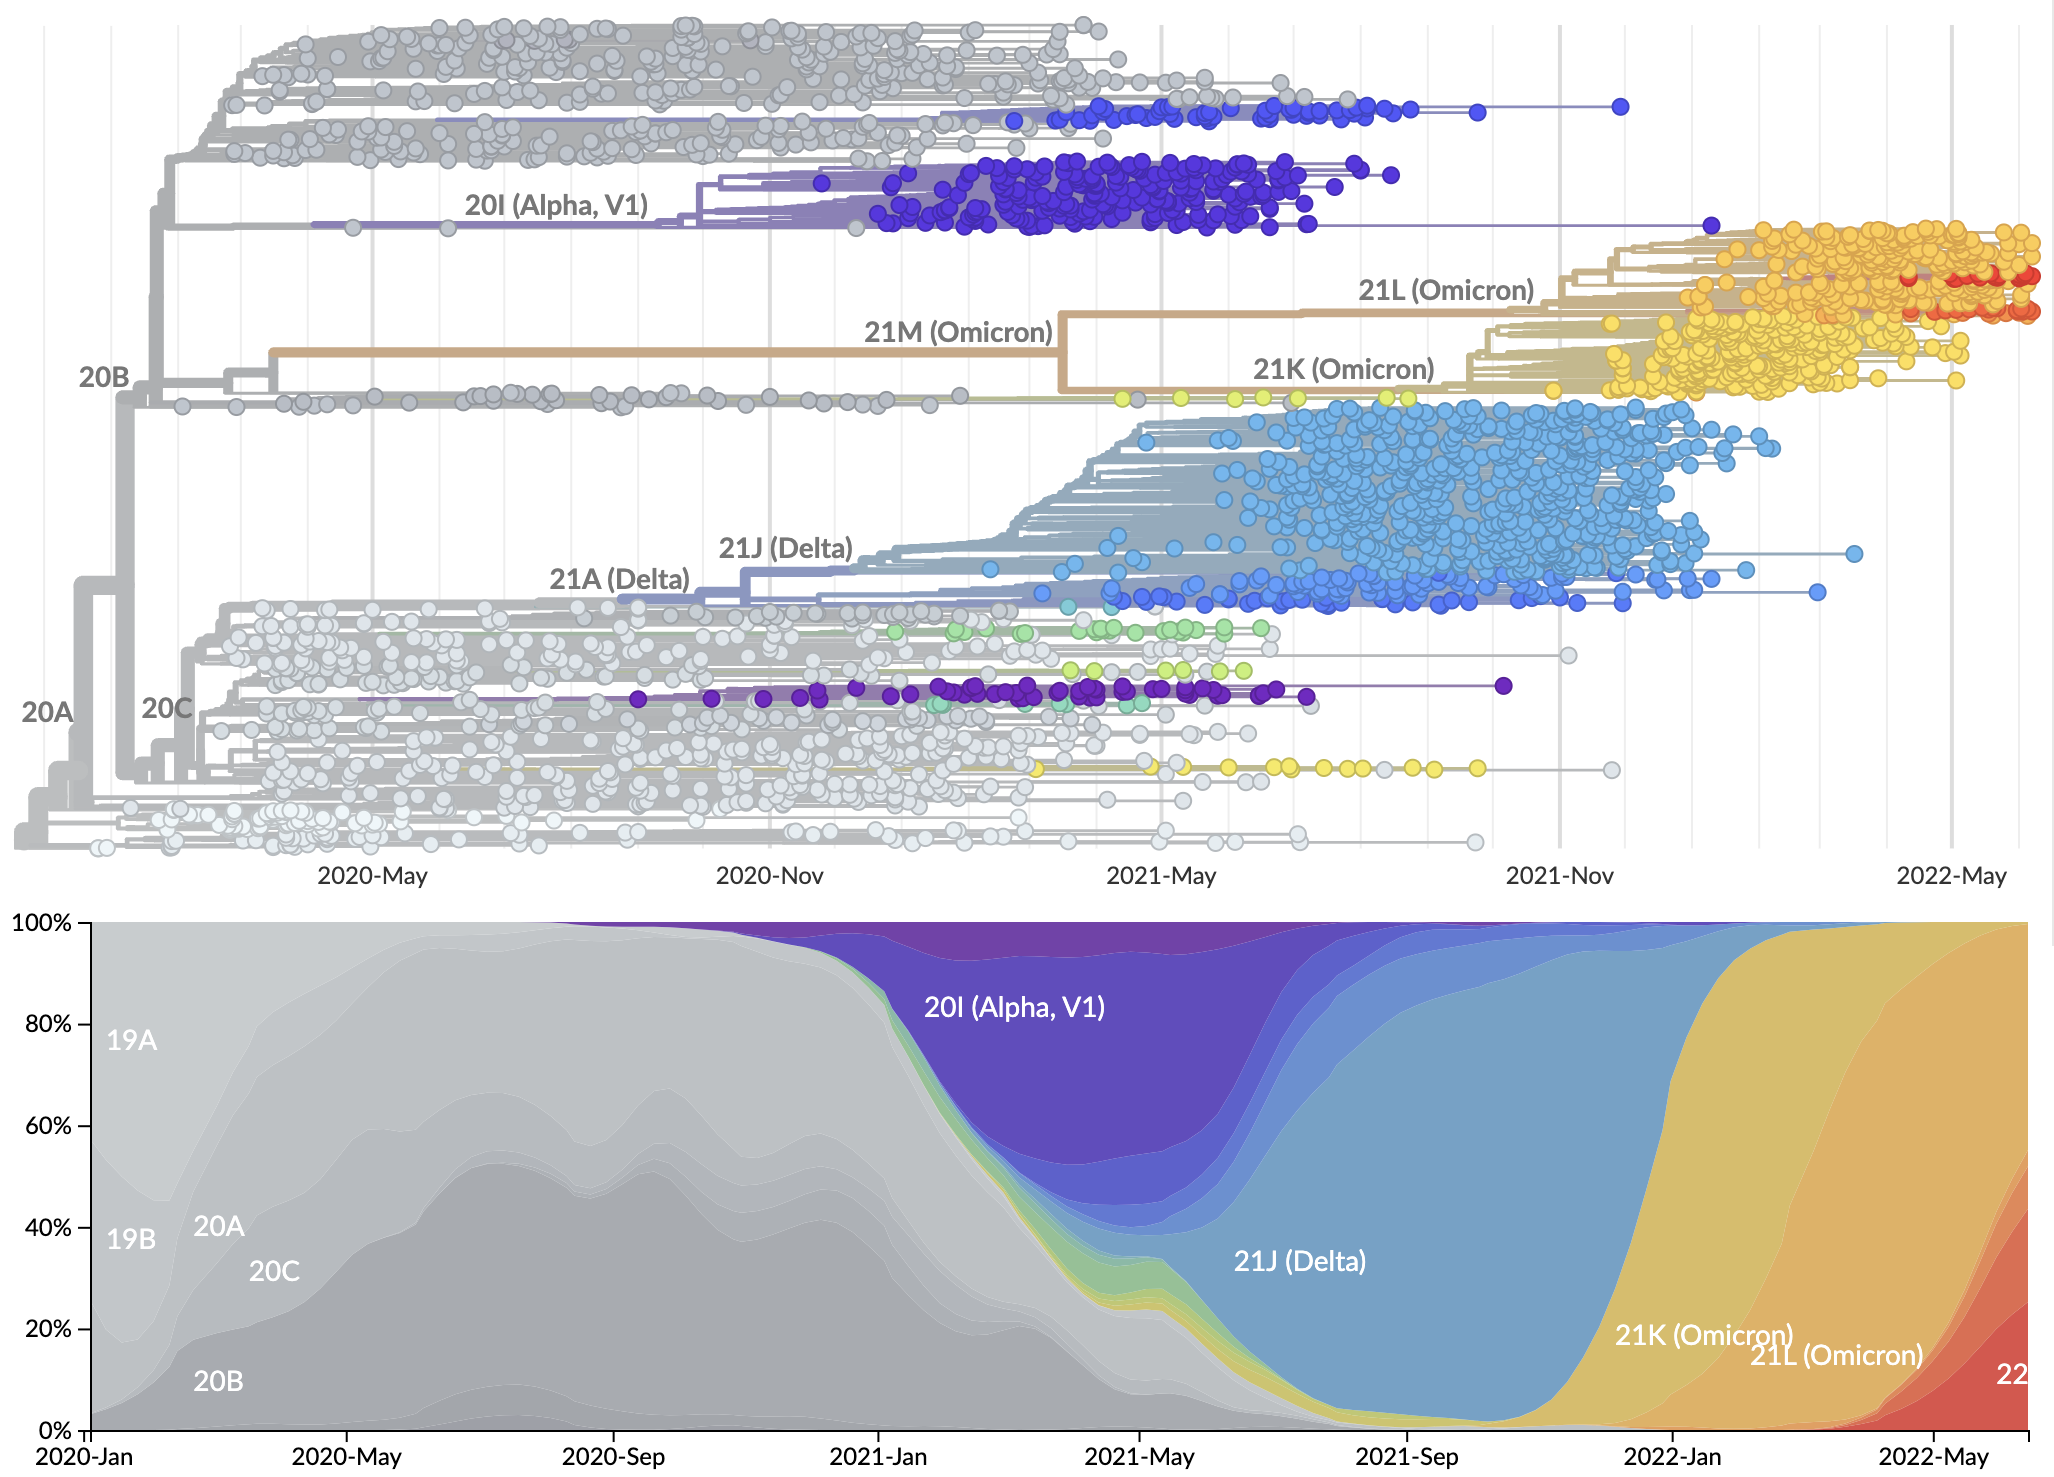 20I (Alpha, V1)
21L (Omicron)
21M (Omicron)
21K (Omicron)
20B
21J (Delta)
21A (Delta)
20A
20C
2020-May
2020-Nov
2021-May
2021-Nov
2022-May
100%
80%
60%
40%
20%
0%
20I (Alpha, V1)
19A
19B
20A
20C
20B
21J (Delta)
21K (Omicron)
21L (Omicron)
22
2020-Jan
2020-May
2020-Sep
2021-Jan
2021-May
2021-Sep
2022-Jan
2022-May